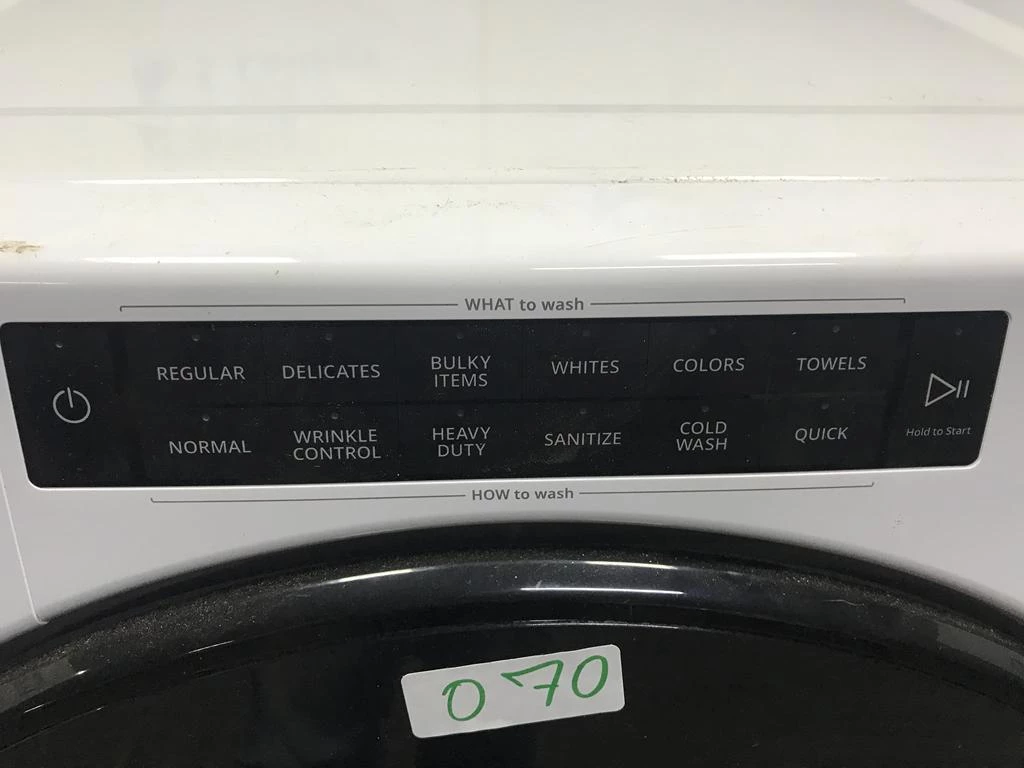 WHAT to wash
REGULAR
DELICATES
BULKY
ITEMS
WHITES
COLORS
TOWELS
NORMAL
WRINKLE
CONTROL
HEAVY
DUTY
SANITIZE
COLD
WASH
QUICK
Hold to Start
HOW to wash
070